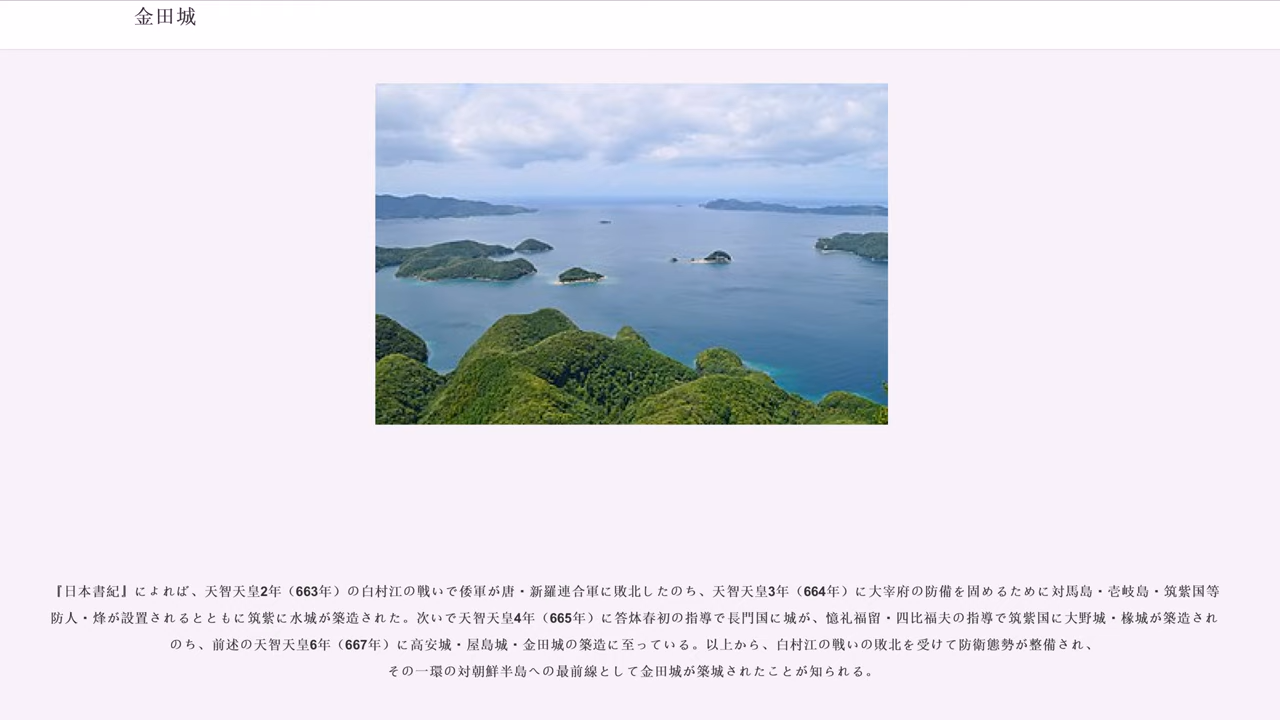 金田城
『日本書紀』によれば、天智天皇2年（663年）の白村江の戦いで倭軍が唐・新羅連合軍に敗北したのち、天智天皇3年（664年）に大宰府の防備を固めるために対馬島・壱岐島・筑紫国等
防人・烽が設置されるとともに筑紫に水城が築造された。次いで天智天皇4年（665年）に答㶱春初の指導で長門国に城が、憶礼福留・四比福夫の指導で筑紫国に大野城・椽城が築造され
のち、前述の天智天皇6年（667年）に高安城・屋島城・金田城の築造に至っている。以上から、白村江の戦いの敗北を受けて防衛態勢が整備され、
その一環の対朝鮮半島への最前線として金田城が築城されたことが知られる。